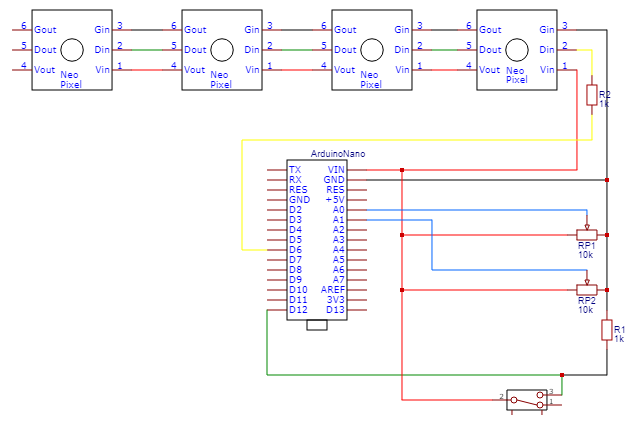 6 Gout Gin 3 6 Gout Gin 3 6 Gout Gin 3 6 Gout Gin 3
5 Dout Din 2 5 Dout Din 2 5 Dout Din 2 5 Dout Din 2
4 Vout Vin 1 4 Vout Vin 1 4 Vout Vin 1 4 Vout Vin 1
Neo Neo Neo Neo
Pixel Pixel Pixel Pixel
R2
1k
ArduinoNano
TX VIN
RX GND
RES RES
GND +5V
D2 A0
D3 A1
D4 A2
D5 A3
D6 A4
D7 A5
D8 A6
D9 A7
D10 AREF
D11 3V3
D12 D13
RP1
10k
RP2
10k
R1
1k
2 3
1